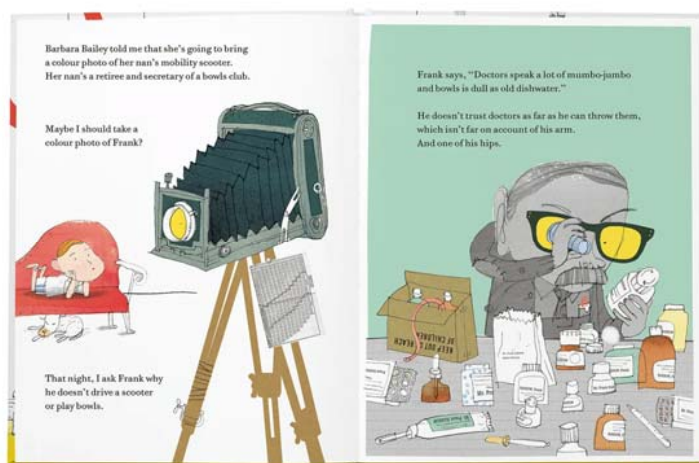 Barbara Bailey told me that she's going to bring
a colour photo of her nan's mobility scooter.
Her nan's a retiree and secretary of a bowls club.
Maybe I should take a
colour photo of Frank?
That night, I ask Frank why
he doesn't drive a scooter
or play bowls.
Frank says, “Doctors speak a lot of mumbo-jumbo
and bowls is dull as old dishwater.”
He doesn't trust doctors as far as he can throw them,
which isn't far on account of his arm.
And one of his hips.
KEEP OUT OF REACH
OF CHILDREN